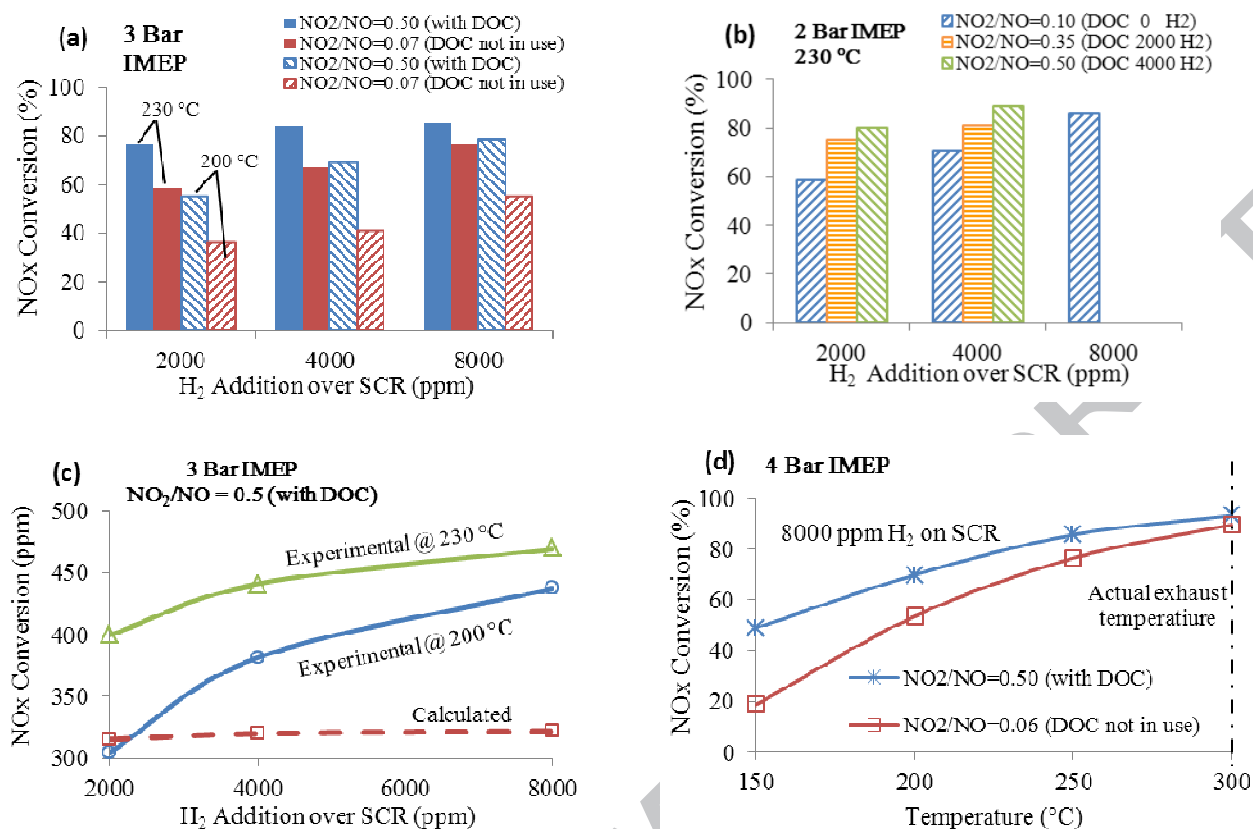 (a)
3 Bar
IMEP
NO2/NO=0.50 (with DOC)
NO2/NO=0.07 (DOC not in use)
NO2/NO=0.50 (with DOC)
NO2/NO=0.07 (DOC not in use)
NOx Conversion (%)
100
80
60
40
20
0
230 °C
200 °C
2000
4000
8000
H2 Addition over SCR (ppm)
(b)
2 Bar IMEP
230 °C
NO2/NO=0.10 (DOC 0 H2)
NO2/NO=0.35 (DOC 2000 H2)
NO2/NO=0.50 (DOC 4000 H2)
NOx Conversion (%)
100
80
60
40
20
0
2000
4000
8000
H2 Addition over SCR (ppm)
(c)
3 Bar IMEP
NO2/NO = 0.5 (with DOC)
NOx Conversion (ppm)
500
450
400
350
300
Experimental @ 230 °C
Experimental @ 200 °C
Calculated
2000
4000
6000
8000
H2 Addition over SCR (ppm)
(d)
4 Bar IMEP
NOx Conversion (%)
100
80
60
40
20
0
8000 ppm H2 on SCR
Actual exhaust
temperatiure
NO2/NO=0.50 (with DOC)
NO2/NO=0.06 (DOC not in use)
150
200
250
300
Temperature (°C)